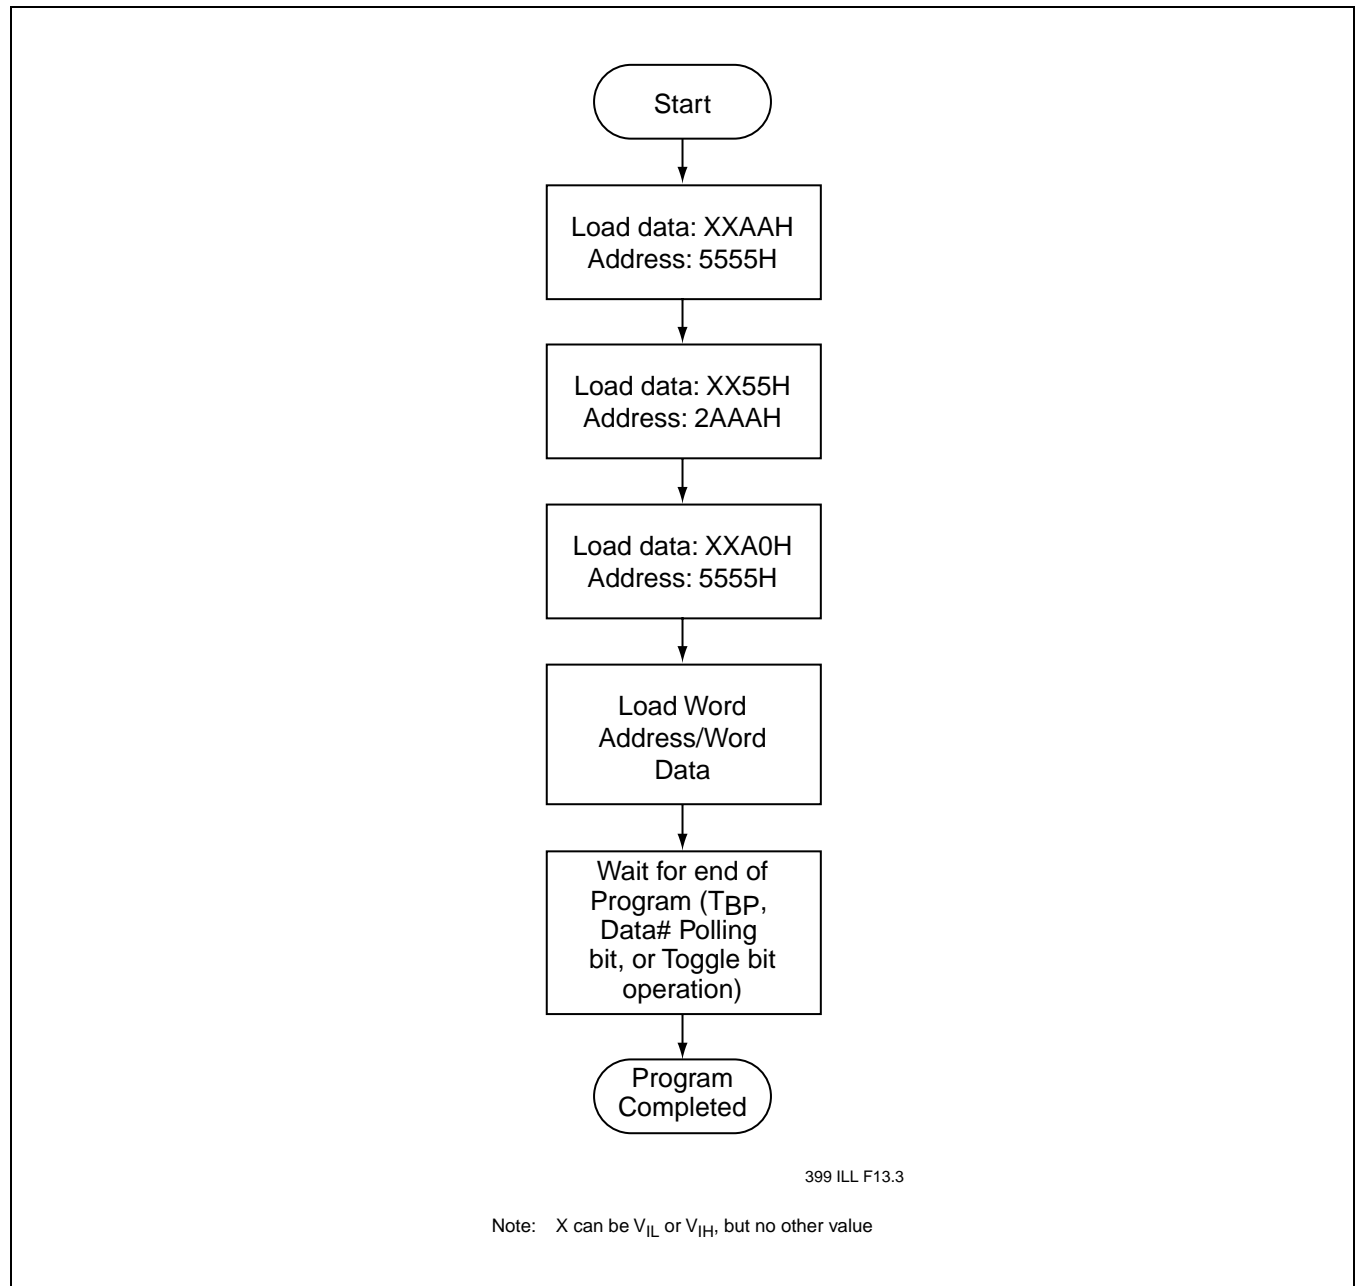 Start
Load data: XXAAH
Address: 5555H
Load data: XX55H
Address: 2AAAH
Load data: XXA0H
Address: 5555H
Load Word
Address/Word
Data
Wait for end of
Program (TBP,
Data# Polling
bit, or Toggle bit
operation)
Program
Completed
399 ILL F13.3
Note: X can be VIL or VIH, but no other value